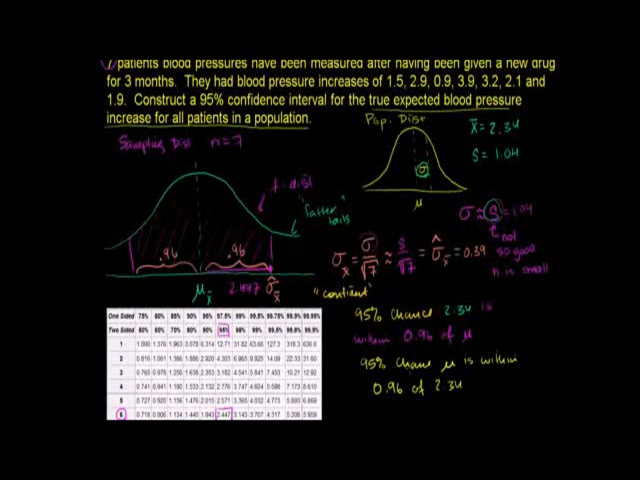 7 patients blood pressures have been measured after having been given a new drug
for 3 months. They had blood pressure increases of 1.5, 2.9, 0.9, 3.9, 3.2, 2.1 and
1.9. Construct a 95% confidence interval for the true expected blood pressure
increase for all patients in a population.
Pop. Dist
Sampling Dist n=7
x̄ = 2.34
S = 1.04
σ
μ
t-dist
"fatter tails"
σ ≈ S = 1.04
not so good
n is small
.96 .96
σx̄ = σ/√7 ≈ S/√7 = σ̂x̄ = 0.39
μx̄ 2.447 σ̂x̄
"confident"
95% chance 2.34 is
within 0.96 of μ
95% chance μ is within
0.96 of 2.34
One Sided 75% 80% 85% 90% 95% 97.5% 99% 99.5% 99.75% 99.9% 99.95%
Two Sided 50% 60% 70% 80% 90% 95% 98% 99% 99.5% 99.8% 99.9%
1 1.000 1.376 1.963 3.078 6.314 12.71 31.82 63.66 127.3 318.3 636.6
2 0.816 1.061 1.386 1.886 2.920 4.303 6.965 9.925 14.09 22.33 31.60
3 0.765 0.978 1.250 1.638 2.353 3.182 4.541 5.841 7.453 10.21 12.92
4 0.741 0.941 1.190 1.533 2.132 2.776 3.747 4.604 5.598 7.173 8.610
5 0.727 0.920 1.156 1.476 2.015 2.571 3.365 4.032 4.773 5.893 6.869
6 0.718 0.906 1.134 1.440 1.943 2.447 3.143 3.707 4.317 5.208 5.959